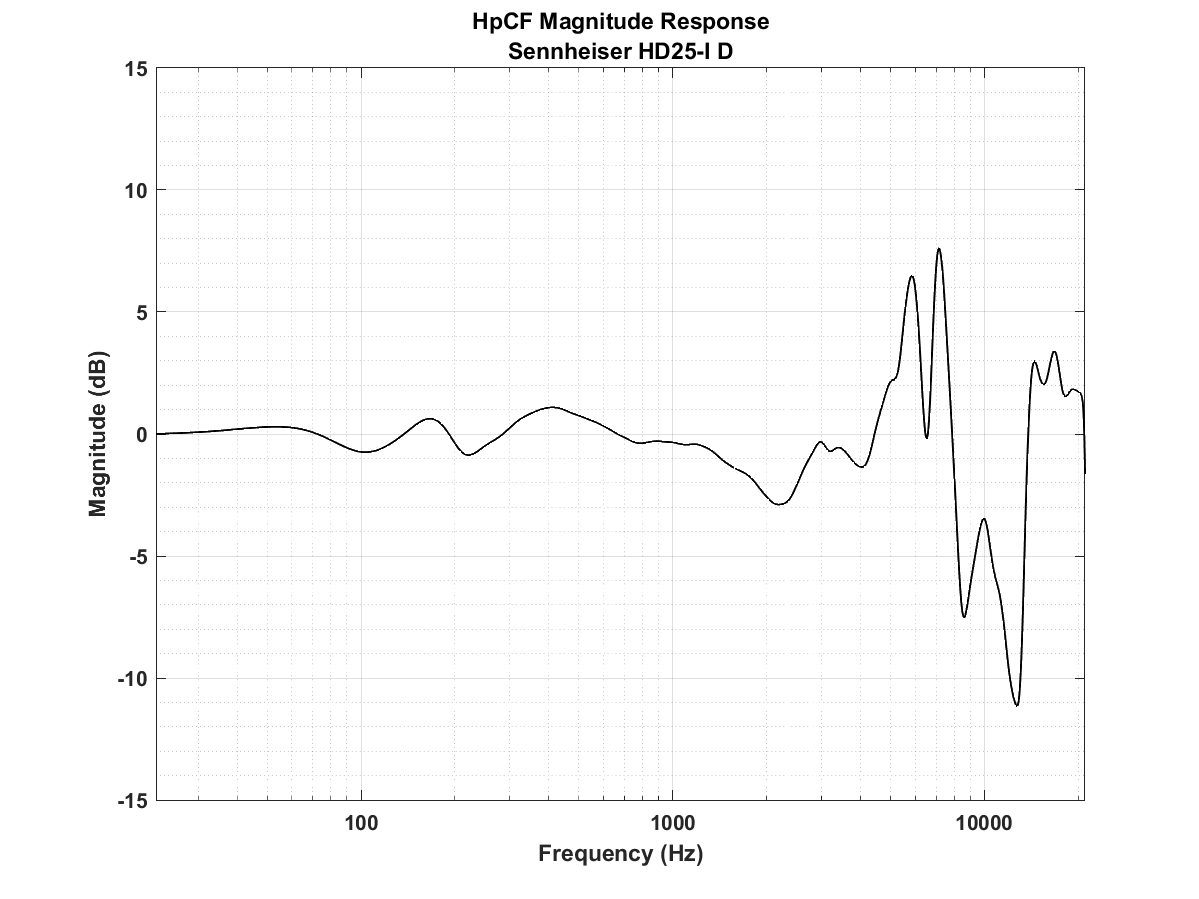 HpCF Magnitude Response
Sennheiser HD25-I D
15
10
5
0
-5
-10
-15
Magnitude (dB)
100
1000
10000
Frequency (Hz)